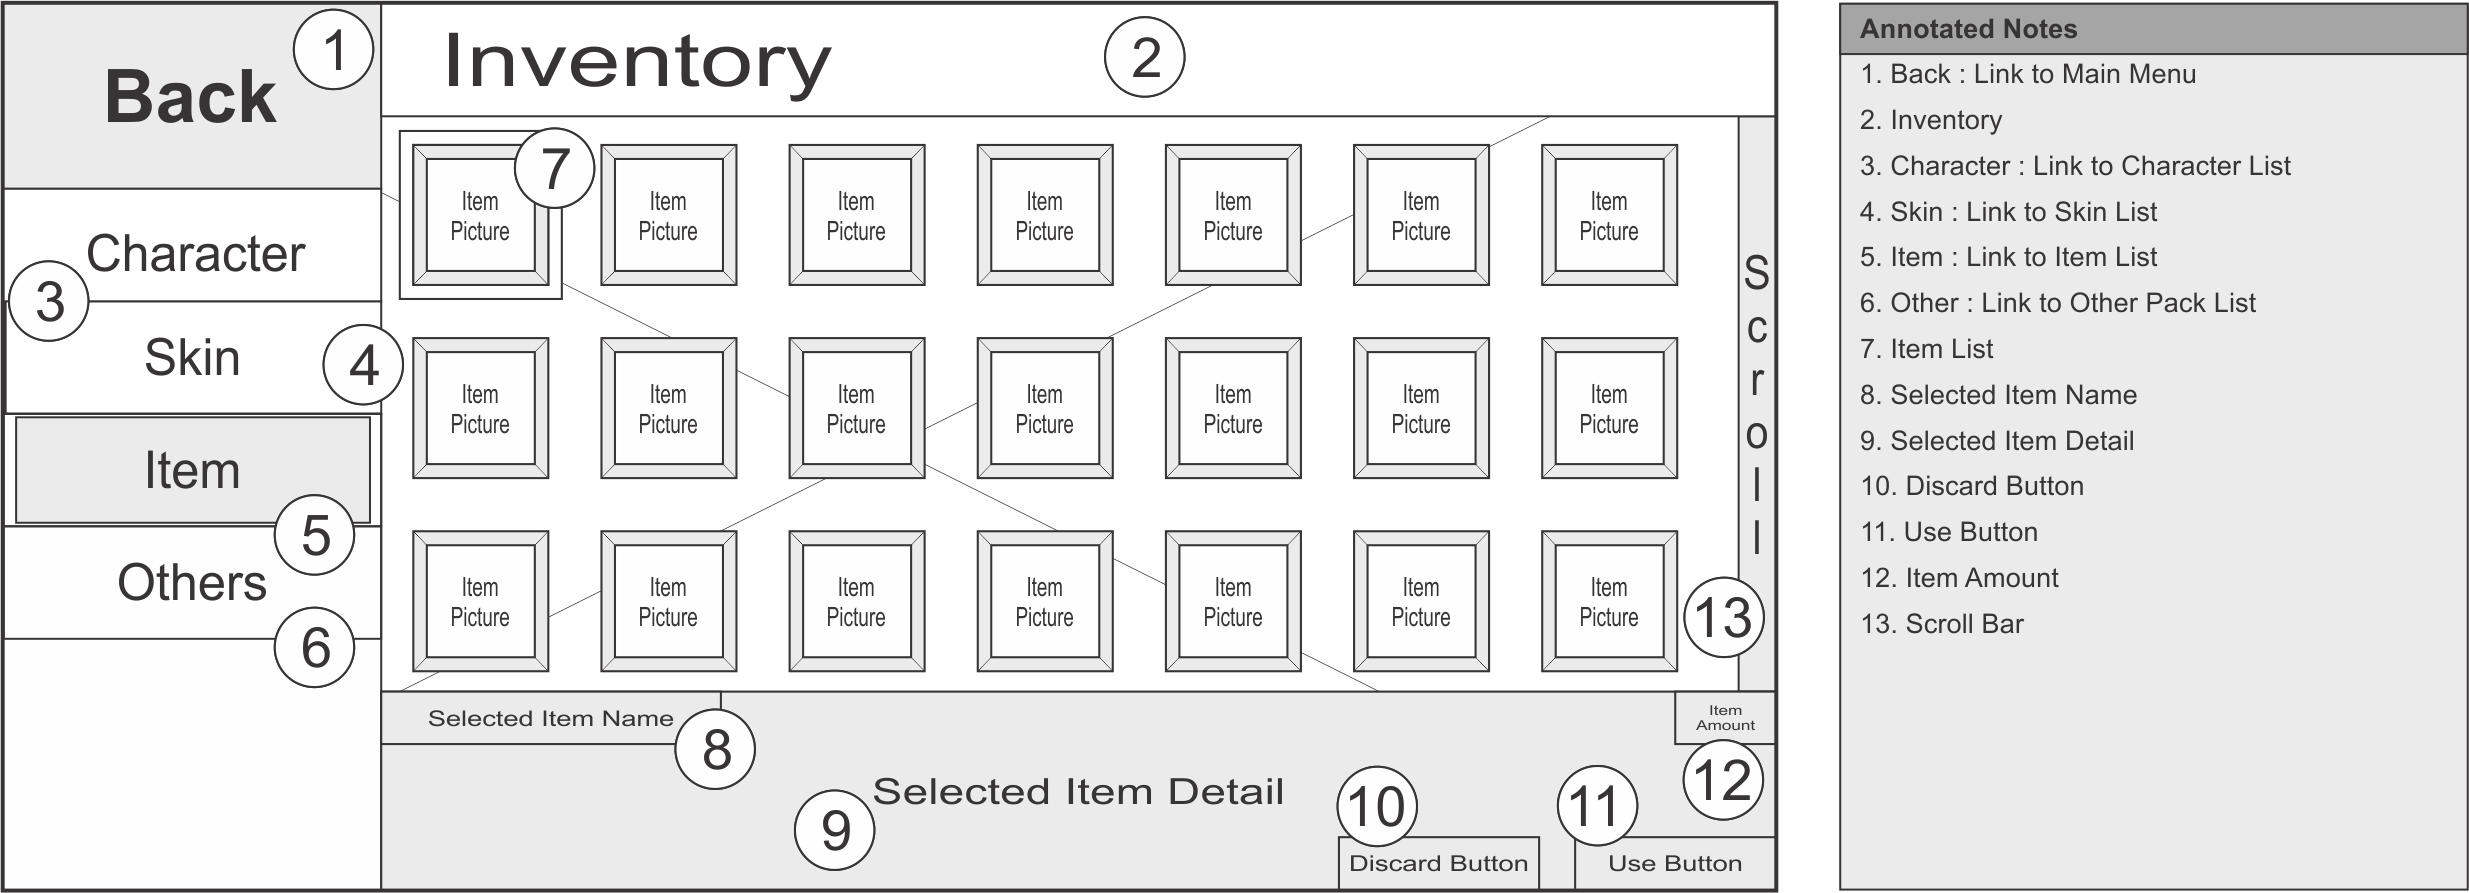 Back
1
Inventory
2
Character
3
Skin
4
Item
5
Others
6
7
Item
Picture
Item
Picture
Item
Picture
Item
Picture
Item
Picture
Item
Picture
Item
Picture
Item
Picture
Item
Picture
Item
Picture
Item
Picture
Item
Picture
Item
Picture
Item
Picture
Item
Picture
Item
Picture
Item
Picture
Item
Picture
Item
Picture
Item
Picture
Item
Picture
Scroll
13
Selected Item Name
8
Item
Amount
12
Selected Item Detail
9
10
Discard Button
11
Use Button
Annotated Notes
1. Back : Link to Main Menu
2. Inventory
3. Character : Link to Character List
4. Skin : Link to Skin List
5. Item : Link to Item List
6. Other : Link to Other Pack List
7. Item List
8. Selected Item Name
9. Selected Item Detail
10. Discard Button
11. Use Button
12. Item Amount
13. Scroll Bar